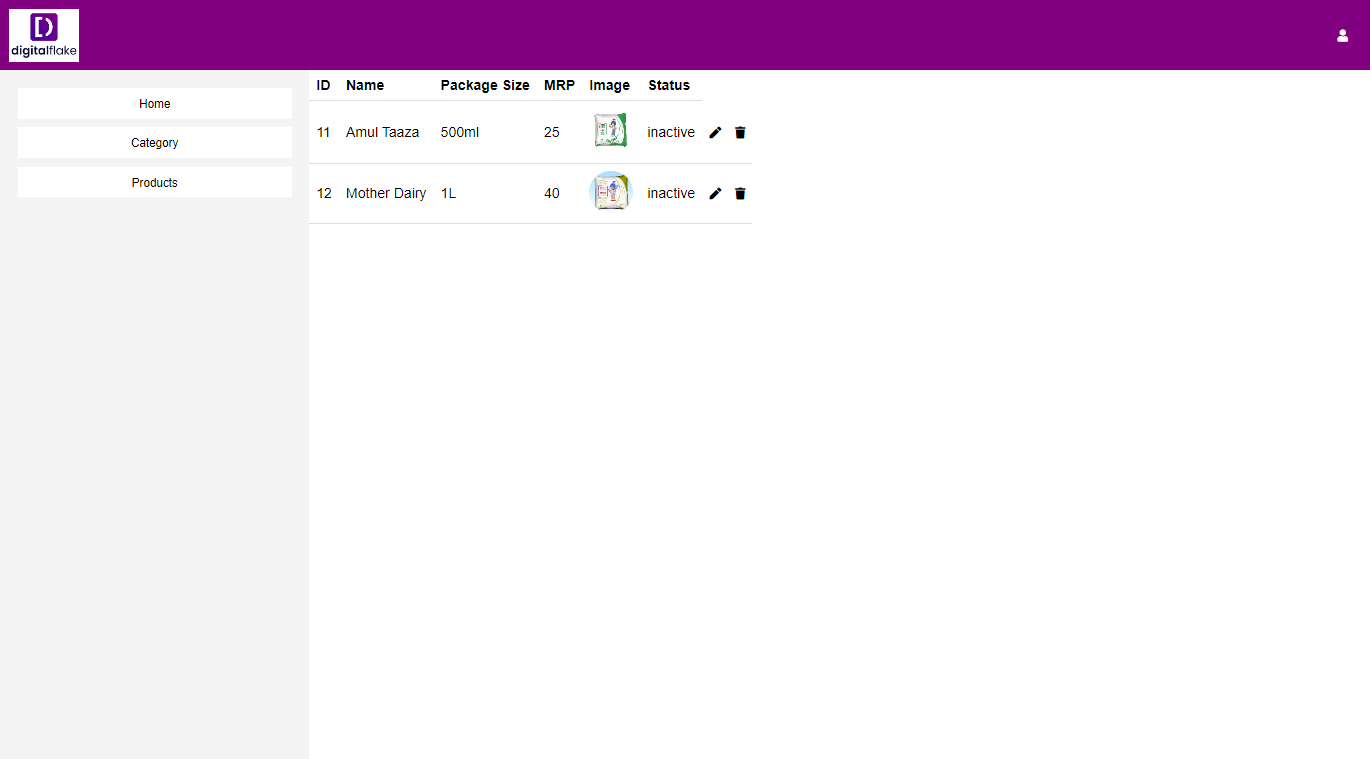 digitalflake
Home
Category
Products
ID Name Package Size MRP Image Status
11 Amul Taaza 500ml 25 inactive
12 Mother Dairy 1L 40 inactive